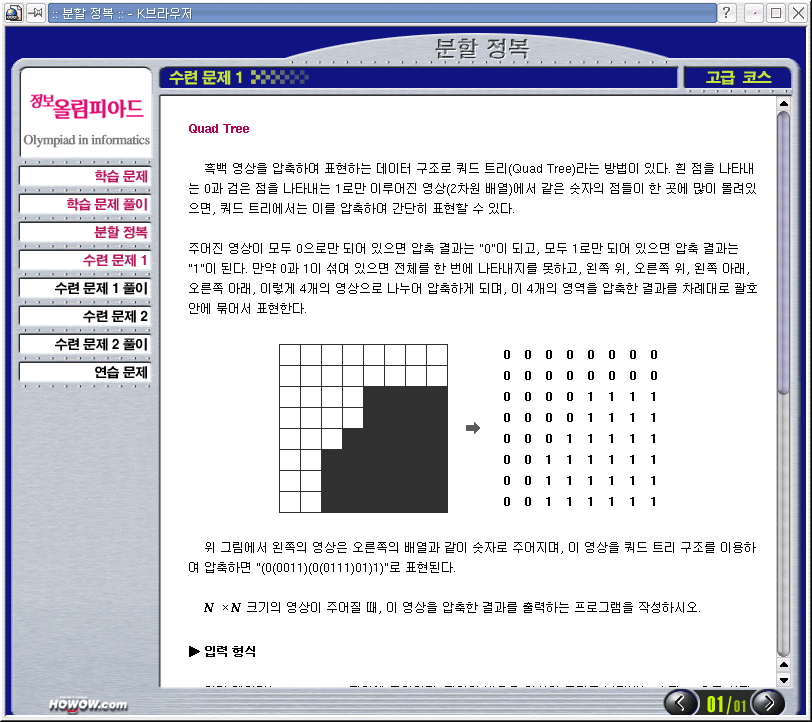 :: 분할 정복 :: - K브라우저
분할 정복
수련 문제 1
고급 코스
정보올림피아드
Olympiad in informatics
학습 문제
학습 문제 풀이
분할 정복
수련 문제 1
수련 문제 1 풀이
수련 문제 2
수련 문제 2 풀이
연습 문제
Quad Tree
흑백 영상을 압축하여 표현하는 데이터 구조로 쿼드 트리(Quad Tree)라는 방법이 있다. 흰 점을 나타내
는 0과 검은 점을 나타내는 1로만 이루어진 영상(2차원 배열)에서 같은 숫자의 점들이 한 곳에 많이 몰려있
으면, 쿼드 트리에서는 이를 압축하여 간단히 표현할 수 있다.
주어진 영상이 모두 0으로만 되어 있으면 압축 결과는 "0"이 되고, 모두 1로만 되어 있으면 압축 결과는
"1"이 된다. 만약 0과 1이 섞여 있으면 전체를 한 번에 나타내지를 못하고, 왼쪽 위, 오른쪽 위, 왼쪽 아래,
오른쪽 아래, 이렇게 4개의 영상으로 나누어 압축하게 되며, 이 4개의 영역을 압축한 결과를 차례대로 괄호
안에 묶어서 표현한다.
0 0 0 0 0 0 0 0
0 0 0 0 0 0 0 0
0 0 0 0 1 1 1 1
0 0 0 0 1 1 1 1
0 0 0 1 1 1 1 1
0 0 1 1 1 1 1 1
0 0 1 1 1 1 1 1
0 0 1 1 1 1 1 1
위 그림에서 왼쪽의 영상은 오른쪽의 배열과 같이 숫자로 주어지며, 이 영상을 쿼드 트리 구조를 이용하
여 압축하면 "(0(0011)(0(0111)01)1)"로 표현된다.
N ×N 크기의 영상이 주어질 때, 이 영상을 압축한 결과를 출력하는 프로그램을 작성하시오.
▶ 입력 형식
HOWOW.com
01/01